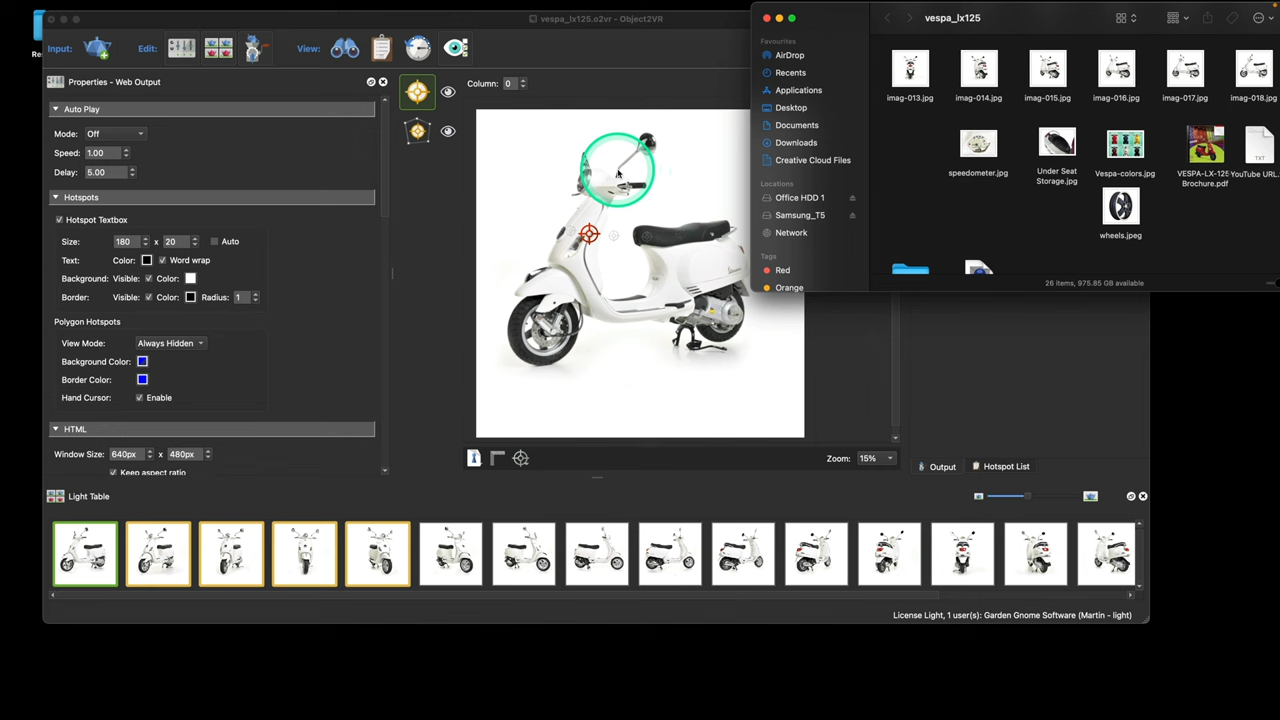 vespa_lx125.o2vr - Object2VR
Input:
Edit:
View:
Properties - Web Output
Auto Play
Mode: Off
Speed: 1.00
Delay: 5.00
Hotspots
Hotspot Textbox
Size: 180 x 20 Auto
Text: Color: Word wrap
Background: Visible: Color:
Border: Visible: Color: Radius: 1
Polygon Hotspots
View Mode: Always Hidden
Background Color:
Border Color:
Hand Cursor: Enable
HTML
Window Size: 640px x 480px
Keep aspect ratio
Column: 0
Zoom: 15%
Output
Hotspot List
Light Table
License Light, 1 user(s): Garden Gnome Software (Martin - light)
vespa_lx125
Favourites
AirDrop
Recents
Applications
Desktop
Documents
Downloads
Creative Cloud Files
Locations
Office HDD 1
Samsung_T5
Network
Tags
Red
Orange
imag-013.jpg
imag-014.jpg
imag-015.jpg
imag-016.jpg
imag-017.jpg
imag-018.jpg
speedometer.jpg
Under Seat
Storage.jpg
Vespa-colors.jpg
VESPA-LX-125
Brochure.pdf
TXT
YouTube URL.
wheels.jpeg
26 items, 975.85 GB available